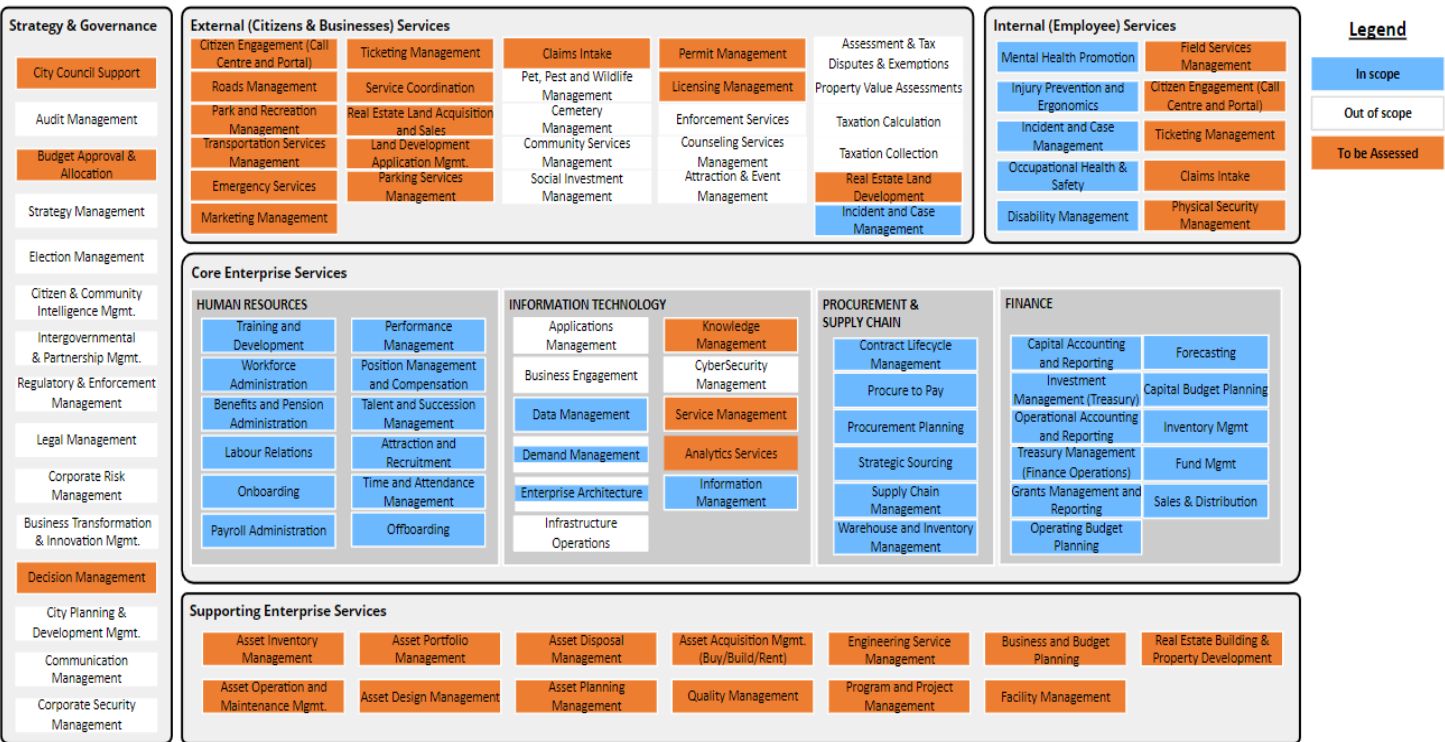 Strategy & Governance
City Council Support
Audit Management
Budget Approval &
Allocation
Strategy Management
Election Management
Citizen & Community
Intelligence Mgmt.
Intergovernmental
& Partnership Mgmt.
Regulatory & Enforcement
Management
Legal Management
Corporate Risk
Management
Business Transformation
& Innovation Mgmt.
Decision Management
City Planning &
Development Mgmt.
Communication
Management
Corporate Security
Management
External (Citizens & Businesses) Services
Citizen Engagement (Call
Centre and Portal)
Roads Management
Park and Recreation
Management
Transportation Services
Management
Emergency Services
Marketing Management
Ticketing Management
Service Coordination
Real Estate Land Acquisition
and Sales
Land Development
Application Mgmt.
Parking Services
Management
Claims Intake
Pet, Pest and Wildlife
Management
Cemetery
Management
Community Services
Management
Social Investment
Management
Permit Management
Licensing Management
Enforcement Services
Counseling Services
Management
Attraction & Event
Management
Assessment & Tax
Disputes & Exemptions
Property Value Assessments
Taxation Calculation
Taxation Collection
Real Estate Land
Development
Incident and Case
Management
Internal (Employee) Services
Mental Health Promotion
Injury Prevention and
Ergonomics
Incident and Case
Management
Occupational Health &
Safety
Disability Management
Field Services
Management
Citizen Engagement (Call
Centre and Portal)
Ticketing Management
Claims Intake
Physical Security
Management
Legend
In scope
Out of scope
To be Assessed
Core Enterprise Services
HUMAN RESOURCES
Training and
Development
Workforce
Administration
Benefits and Pension
Administration
Labour Relations
Onboarding
Payroll Administration
Performance
Management
Position Management
and Compensation
Talent and Succession
Management
Attraction and
Recruitment
Time and Attendance
Management
Offboarding
INFORMATION TECHNOLOGY
Applications
Management
Business Engagement
Data Management
Demand Management
Enterprise Architecture
Infrastructure
Operations
Knowledge
Management
CyberSecurity
Management
Service Management
Analytics Services
Information
Management
PROCUREMENT &
SUPPLY CHAIN
Contract Lifecycle
Management
Procure to Pay
Procurement Planning
Strategic Sourcing
Supply Chain
Management
Warehouse and Inventory
Management
FINANCE
Capital Accounting
and Reporting
Investment
Management (Treasury)
Operational Accounting
and Reporting
Treasury Management
(Finance Operations)
Grants Management and
Reporting
Operating Budget
Planning
Forecasting
Capital Budget Planning
Inventory Mgmt
Fund Mgmt
Sales & Distribution
Supporting Enterprise Services
Asset Inventory
Management
Asset Portfolio
Management
Asset Disposal
Management
Asset Acquisition Mgmt.
(Buy/Build/Rent)
Engineering Service
Management
Business and Budget
Planning
Real Estate Building &
Property Development
Asset Operation and
Maintenance Mgmt.
Asset Design Management
Asset Planning
Management
Quality Management
Program and Project
Management
Facility Management